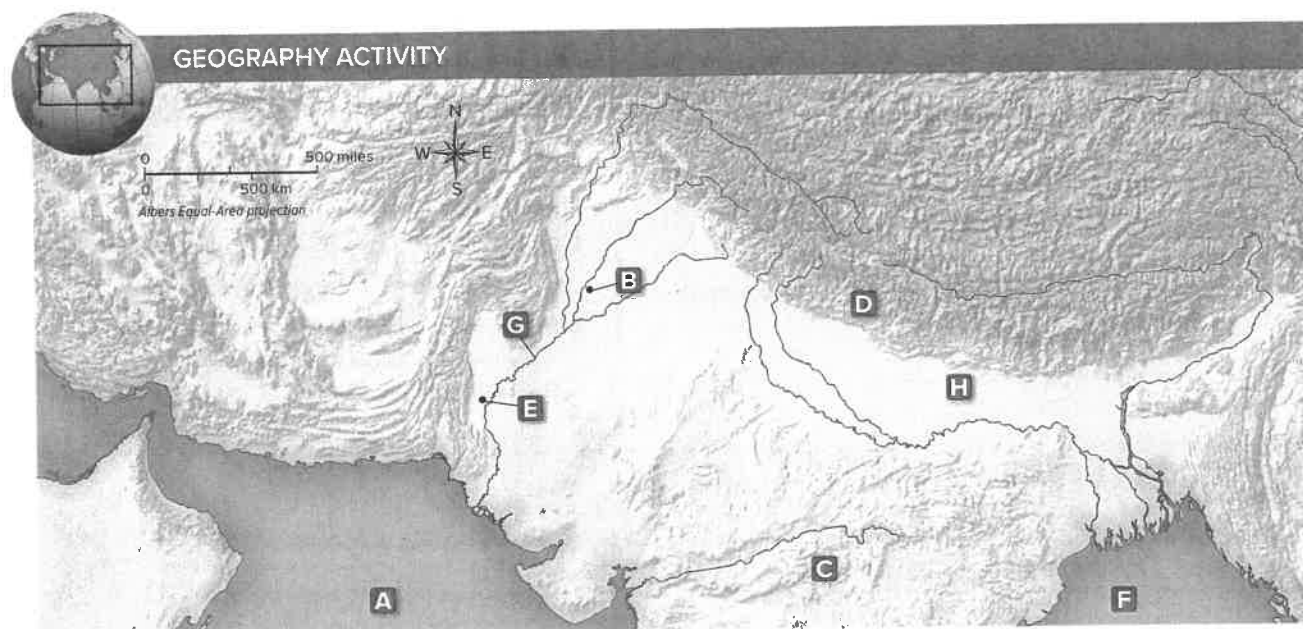 GEOGRAPHY ACTIVITY
N
W E
S
0 500 miles
0 500 km
Albers Equal-Area projection
B
D
G
H
E
C
A
F